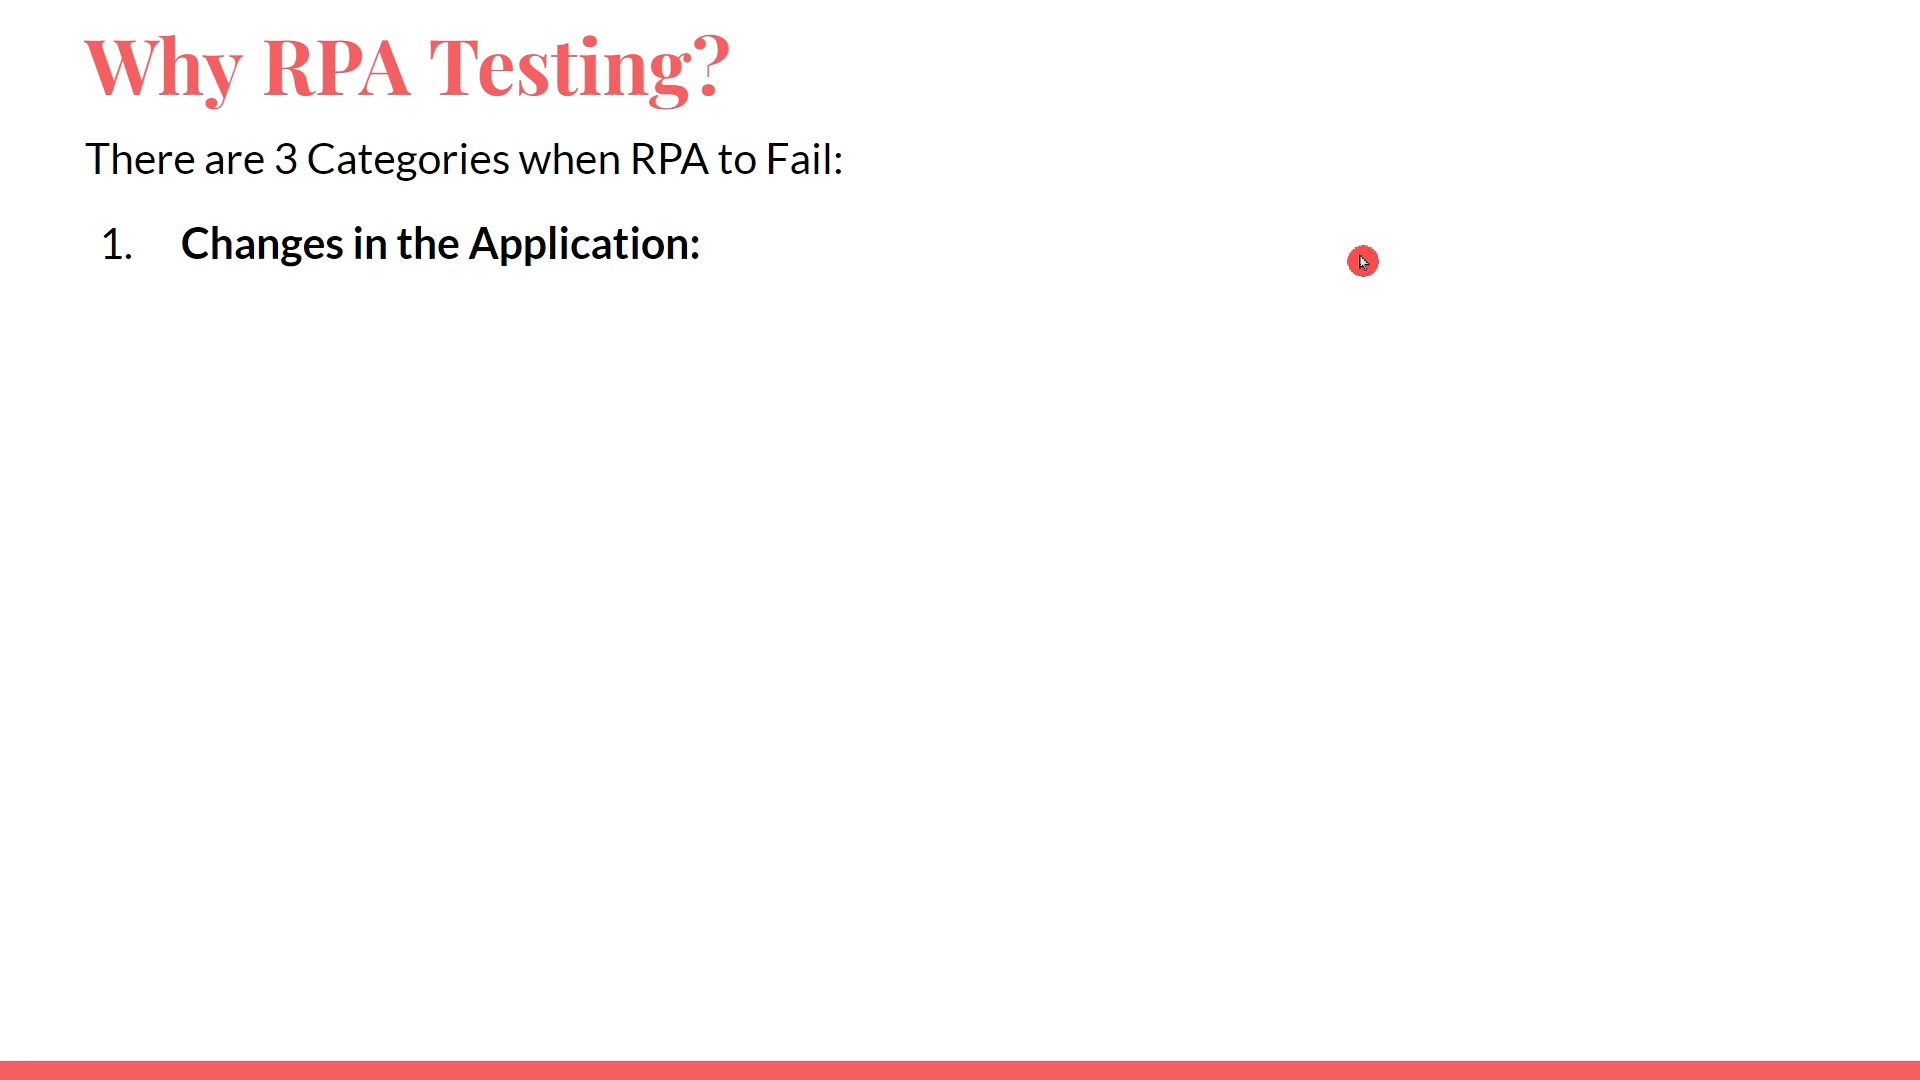 Why RPA Testing?
There are 3 Categories when RPA to Fail:
1. Changes in the Application: